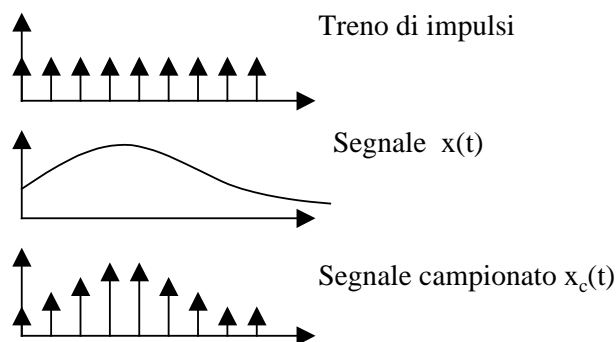 Treno di impulsi
Segnale x(t)
Segnale campionato x_c(t)